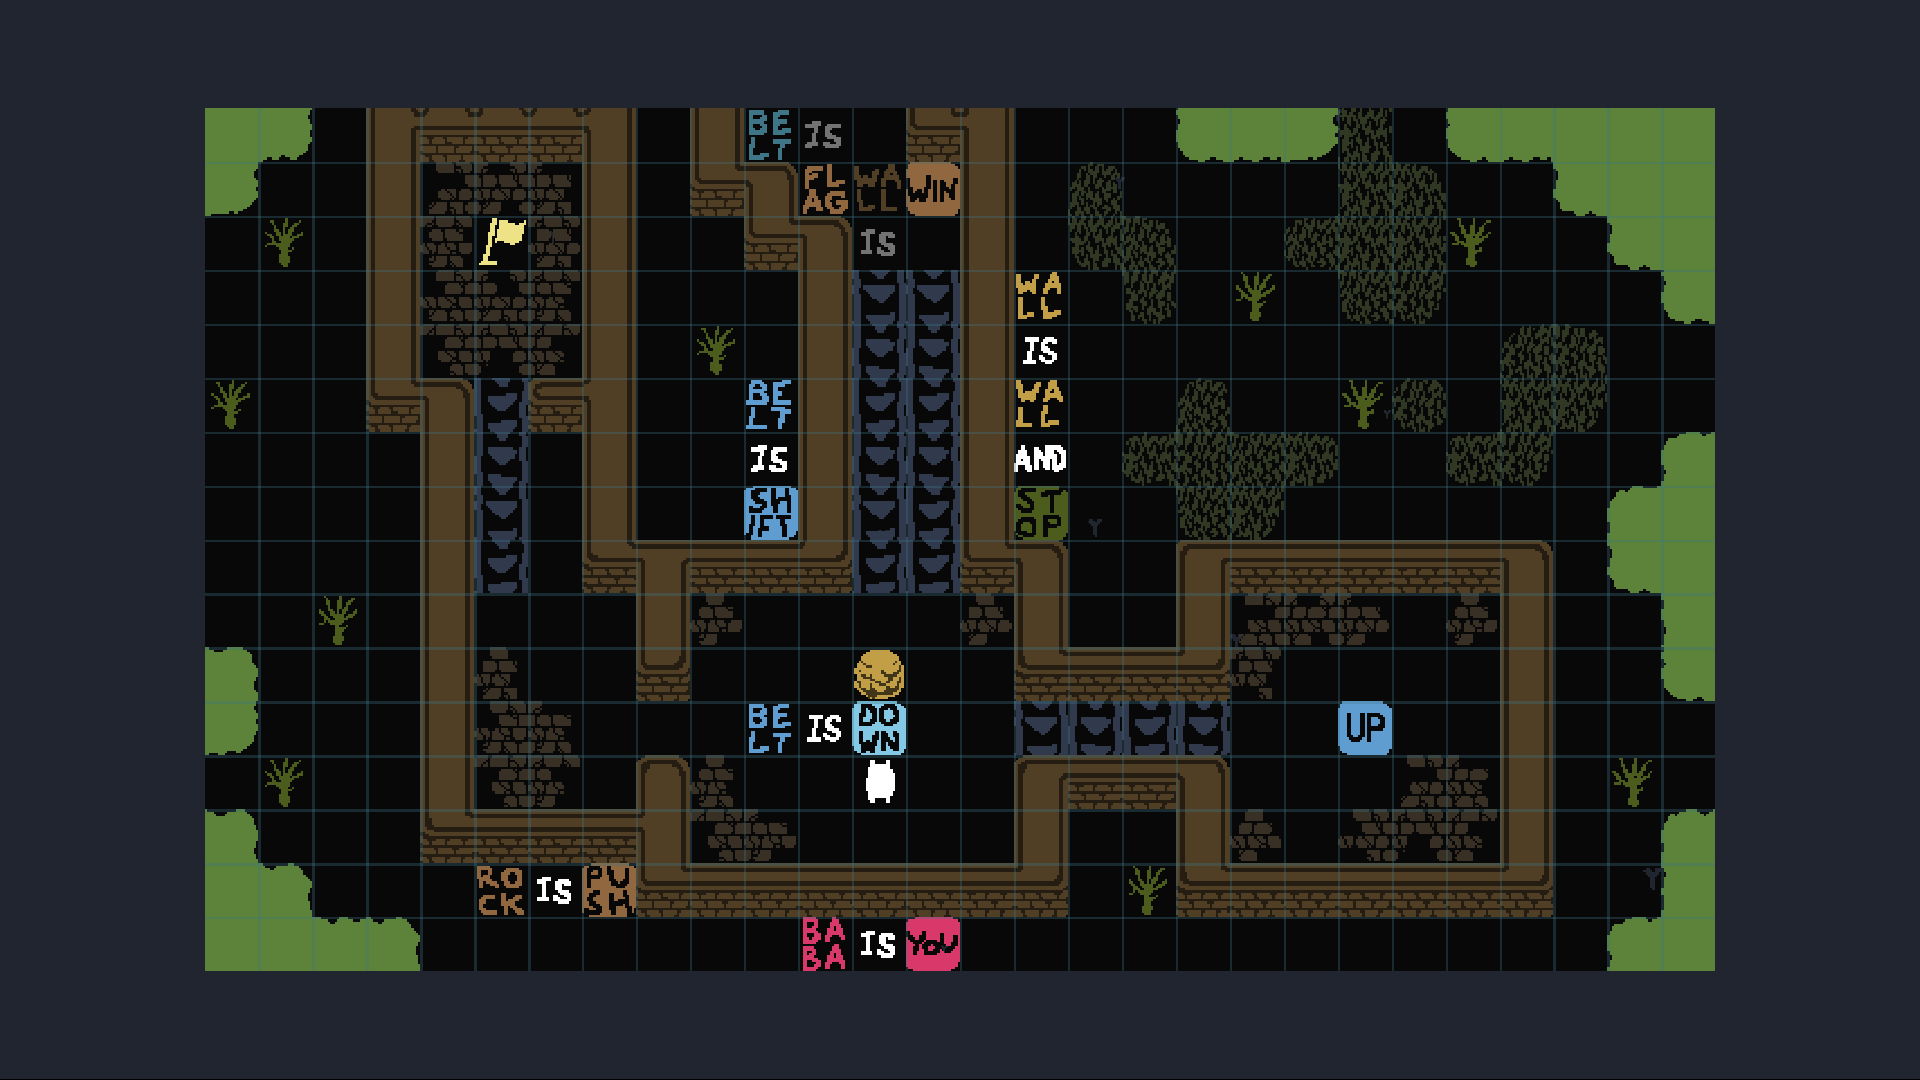 BELT IS
FLAG WALL WIN
IS
WALL
IS
BELT WALL
IS AND
SHIFT STOP
BELT IS DOWN UP
ROCK IS PUSH
BABA IS YOU